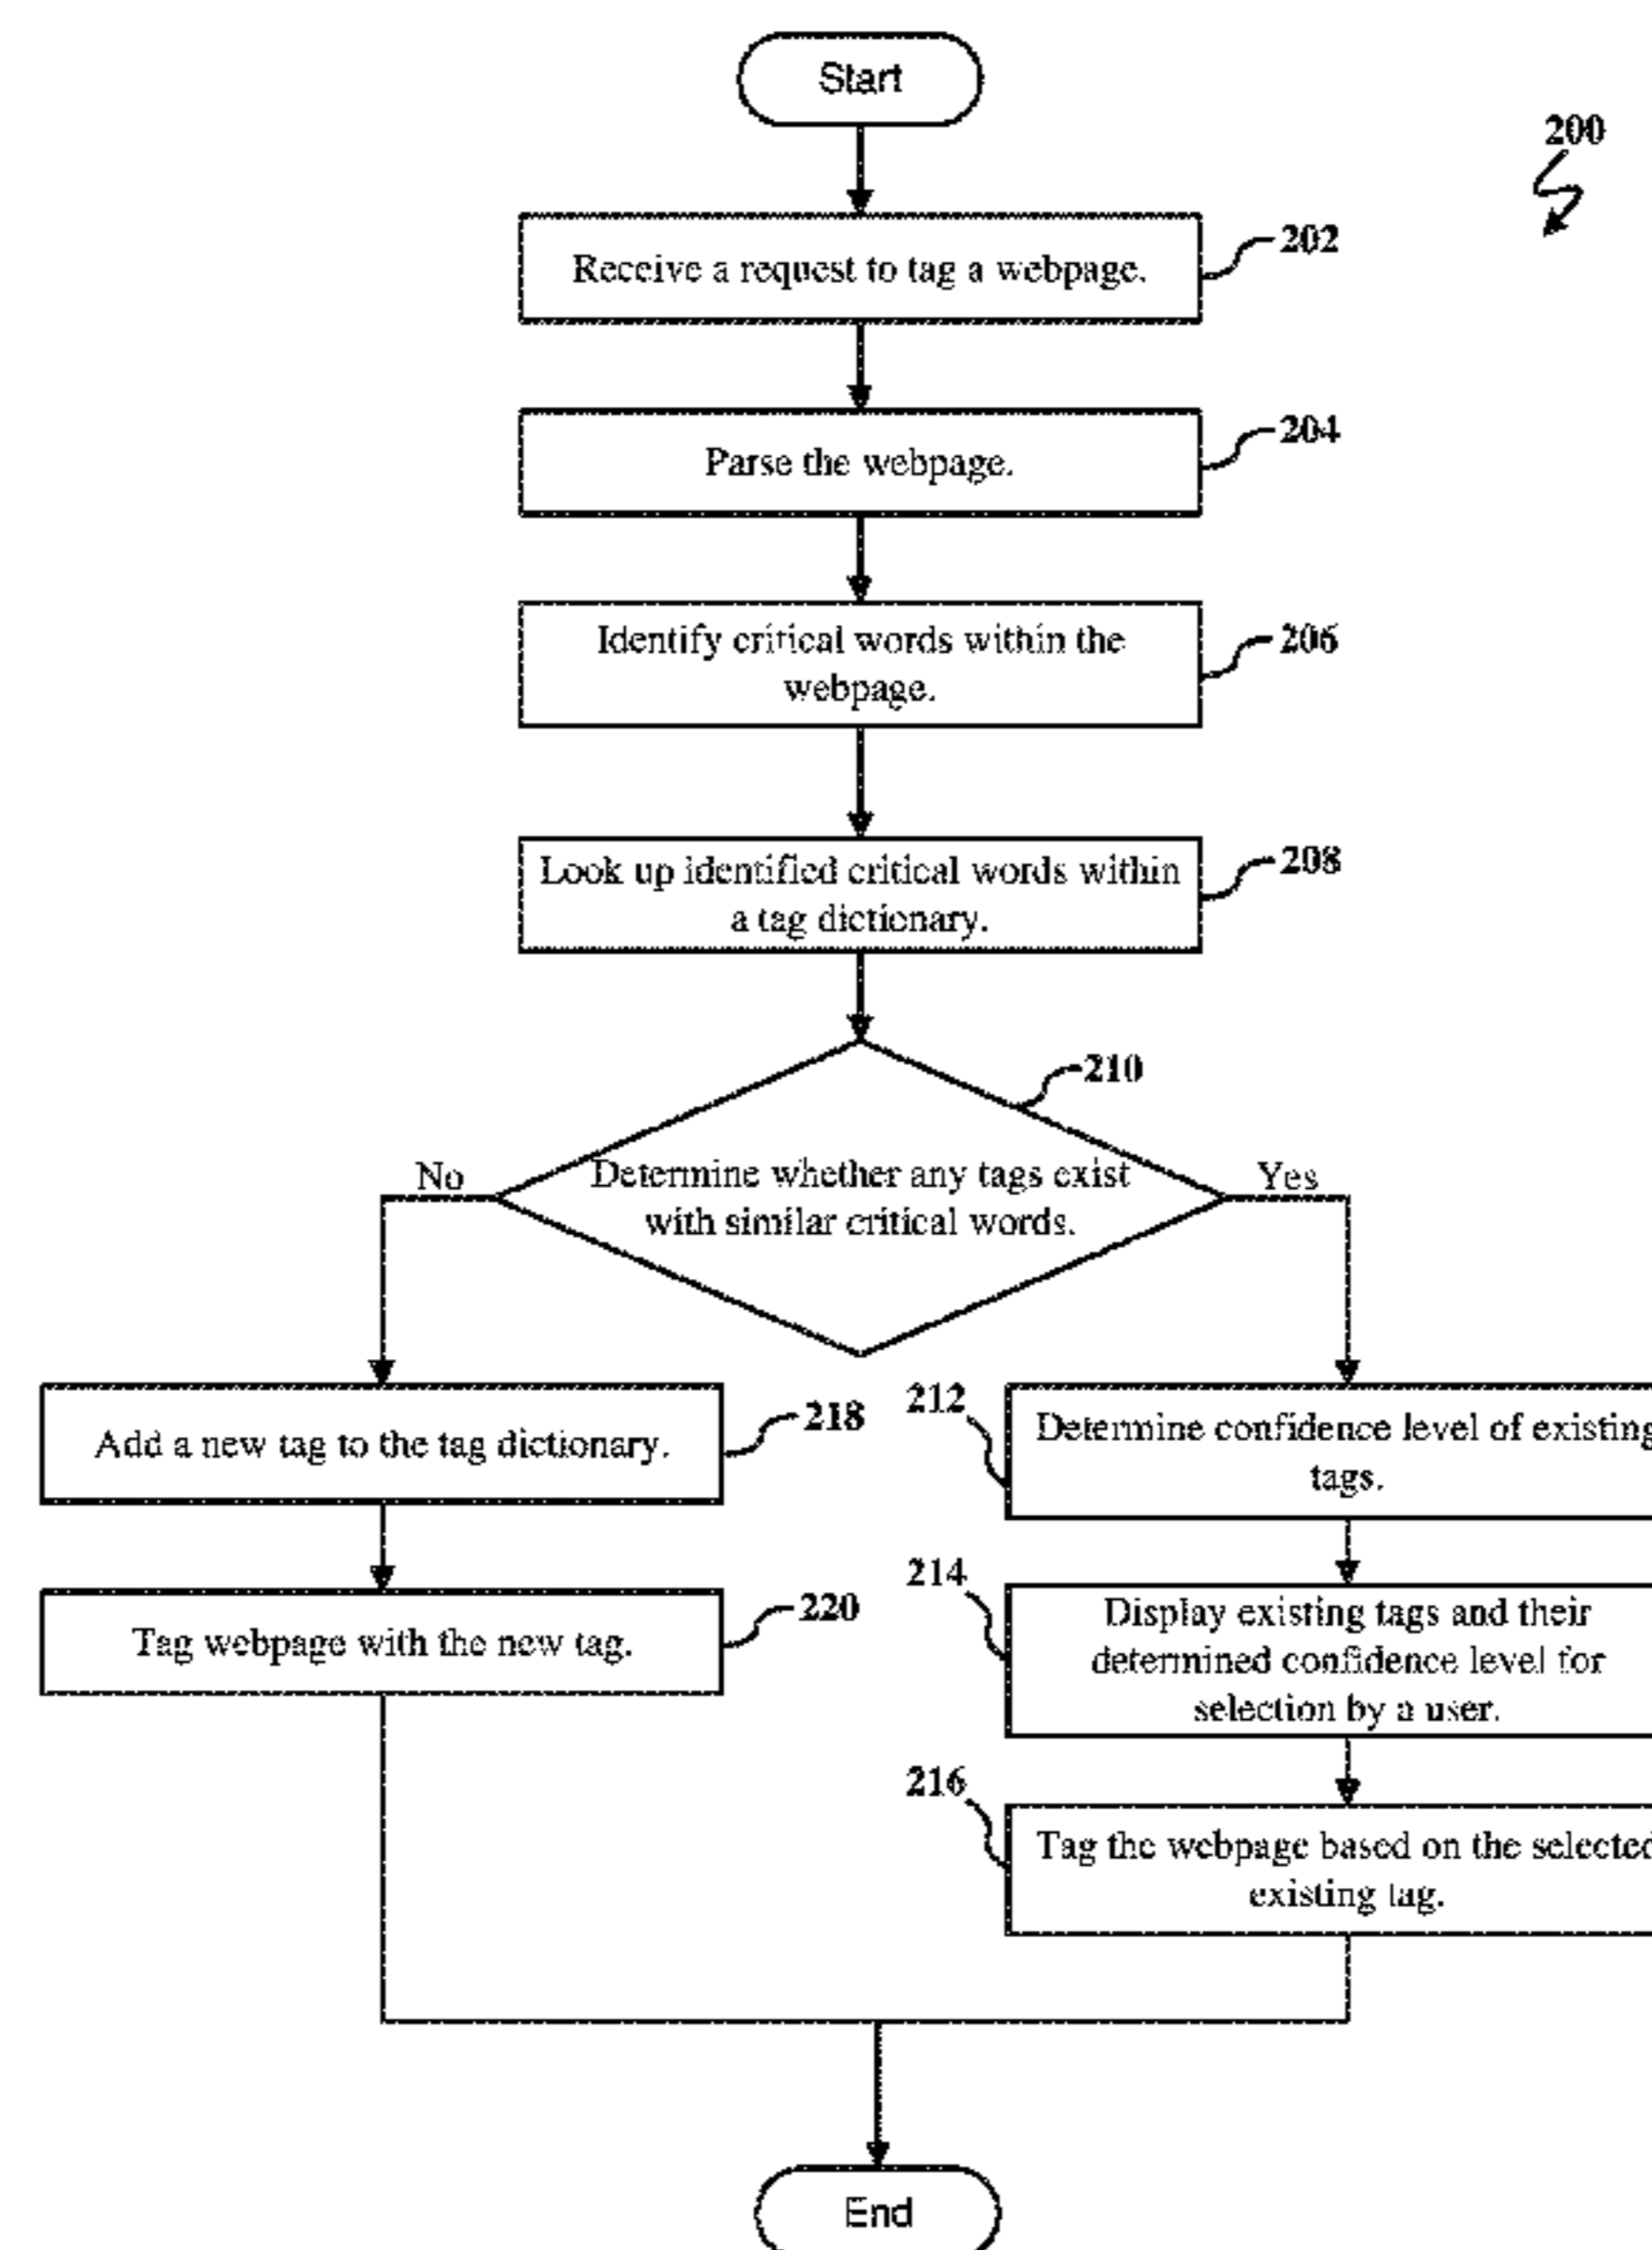 Start
200
Receive a request to tag a webpage.
202
Parse the webpage.
204
Identify critical words within the
webpage.
206
Look up identified critical words within
a tag dictionary.
208
210
No
Determine whether any tags exist
with similar critical words.
Yes
218
Add a new tag to the tag dictionary.
212
Determine confidence level of existing
tags.
220
Tag webpage with the new tag.
214
Display existing tags and their
determined confidence level for
selection by a user.
216
Tag the webpage based on the selected
existing tag.
End